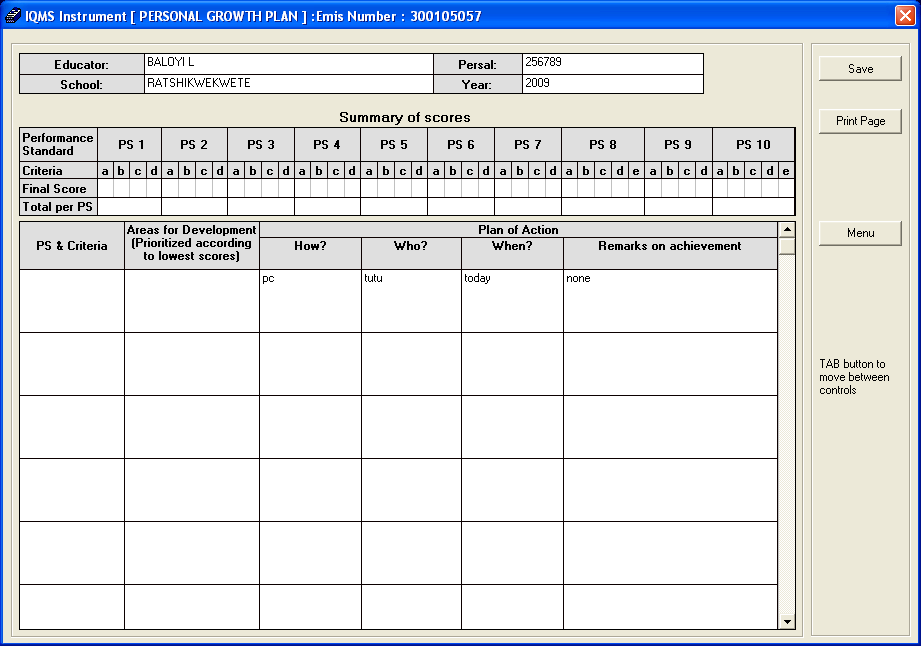 IQMS Instrument [ PERSONAL GROWTH PLAN ] :Emis Number : 300105057
Educator: BALOYI L Persal: 256789
School: RATSHIKWEKWETE Year: 2009
Summary of scores
Performance Standard PS 1 PS 2 PS 3 PS 4 PS 5 PS 6 PS 7 PS 8 PS 9 PS 10
Criteria a b c d a b c d a b c d a b c d a b c d a b c d a b c d a b c d e a b c d a b c d e
Final Score
Total per PS
PS & Criteria
Areas for Development
(Prioritized according
to lowest scores)
Plan of Action
How? Who? When? Remarks on achievement
pc tutu today none
Save
Print Page
Menu
TAB button to
move between
controls